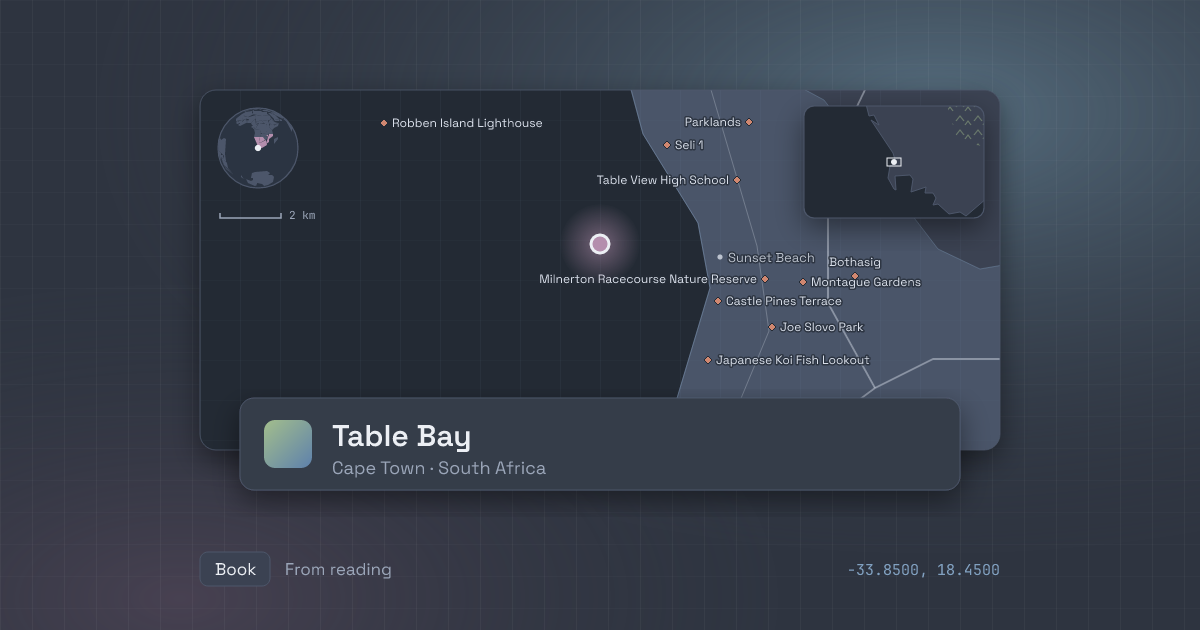 Robben Island Lighthouse
Parklands
Seli 1
Table View High School
2 km
Sunset Beach
Bothasig
Milnerton Racecourse Nature Reserve
Montague Gardens
Castle Pines Terrace
Joe Slovo Park
Japanese Koi Fish Lookout
Table Bay
Cape Town · South Africa
Book
From reading
-33.8500, 18.4500